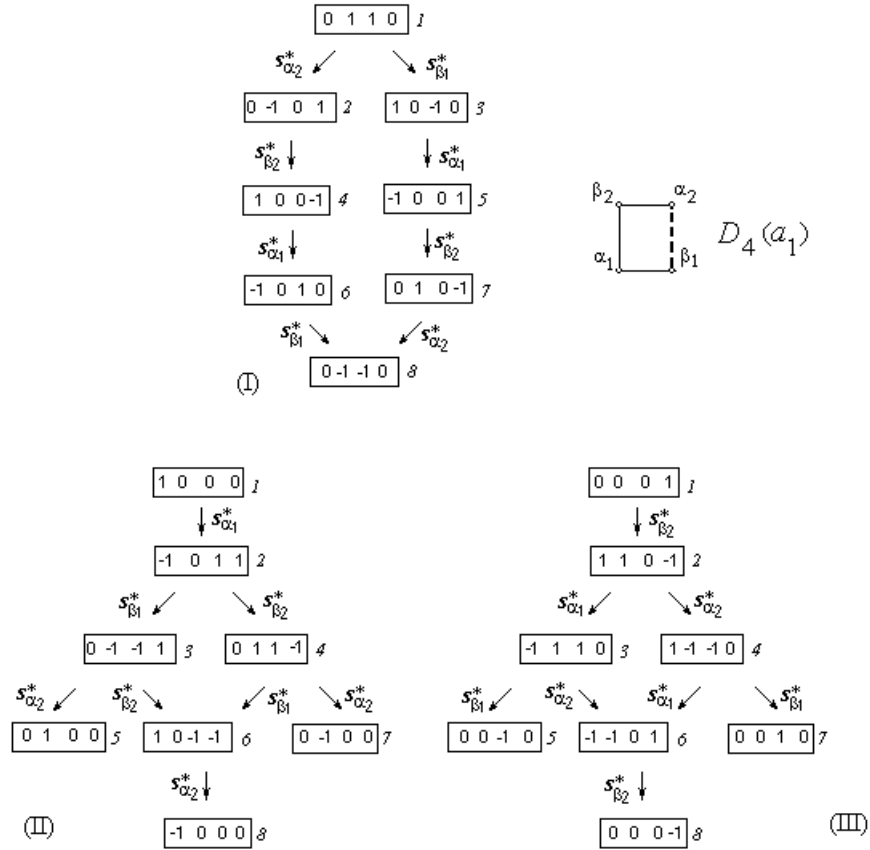 0 1 1 0 1
s*α2 s*β1
0 -1 0 1 2 1 0 -1 0 3
s*β2 s*α1
1 0 0 -1 4 -1 0 0 1 5
β2 α2
s*α1 s*β2
D4(a1)
α1 β1
-1 0 1 0 6 0 1 0 -1 7
s*β1 s*α2
0 -1 -1 0 8
(I)
1 0 0 0 1 0 0 0 1 1
s*α1 s*β2
-1 0 1 1 2 1 1 0 -1 2
s*β1 s*β2 s*α1 s*α2
0 -1 -1 1 3 0 1 1 -1 4 -1 1 1 0 3 1 -1 -1 0 4
s*α2 s*β2 s*β1 s*α2 s*β1 s*α2 s*α1 s*β1
0 1 0 0 5 1 0 -1 -1 6 0 -1 0 0 7 0 0 -1 0 5 -1 -1 0 1 6 0 0 1 0 7
s*α2 s*β2
(II) -1 0 0 0 8 0 0 0 -1 8 (III)